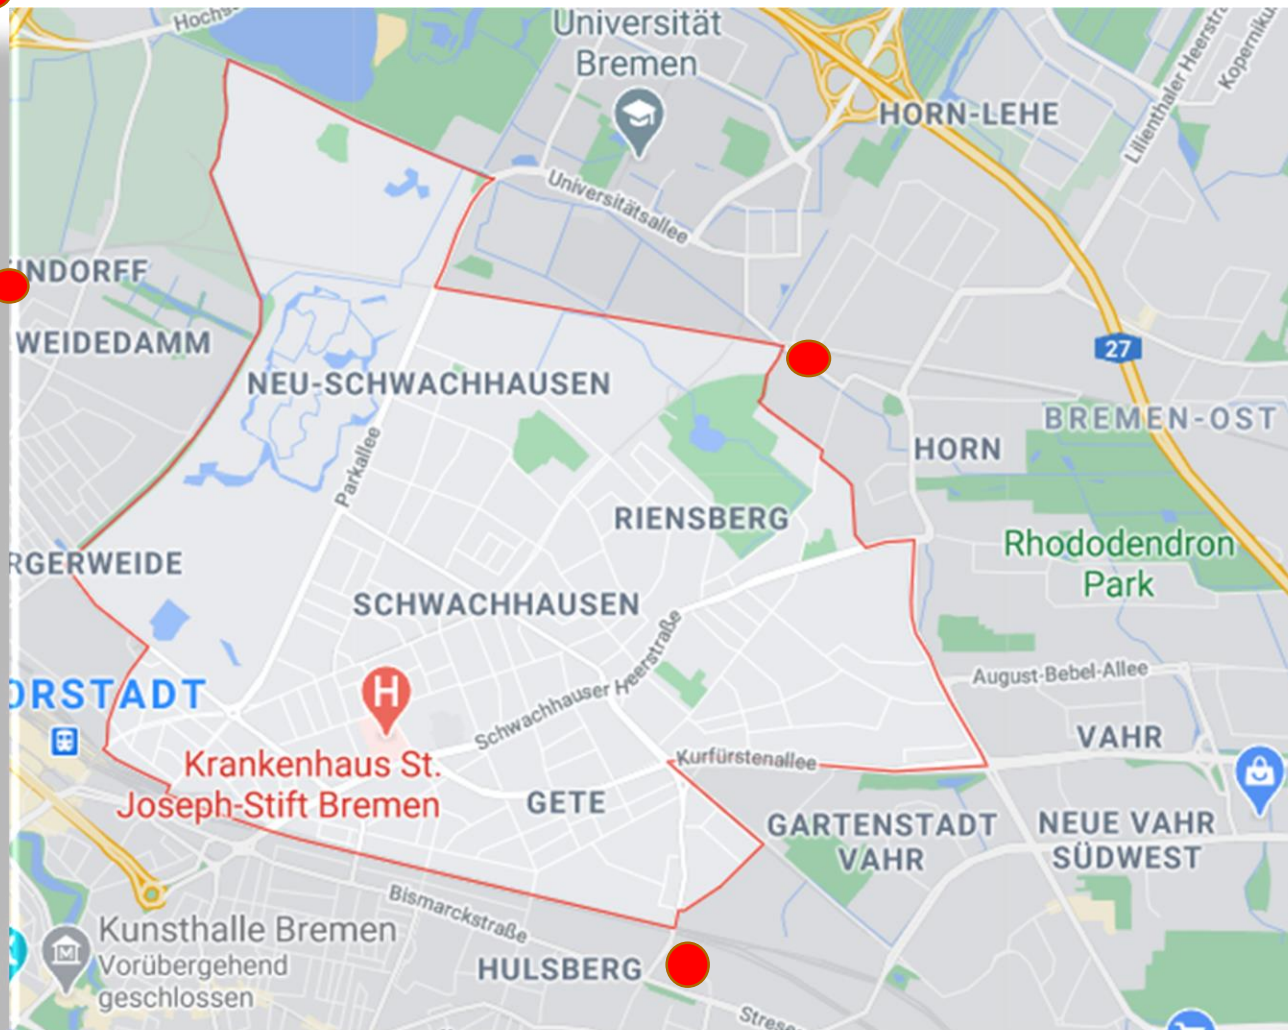 Universität
Bremen
HORN-LEHE
Lilienthaler
Universitätsallee
NDORFF
WEIDEDAMM
27
NEU-SCHWACHHAUSEN
BREMEN-OST
Parkallee
HORN
RIENSBERG
Rhododendron
Park
RGERWEIDE
SCHWACHHAUSEN
August-Bebel-Allee
ORSTADT
H
Schwachhauser Heerstraße
VAHR
Krankenhaus St.
Joseph-Stift Bremen
Kurfürstenallee
GETE
GARTENSTADT
VAHR
NEUE VAHR
SÜDWEST
Bismarckstraße
Kunsthalle Bremen
Vorübergehend
geschlossen
HULSBERG